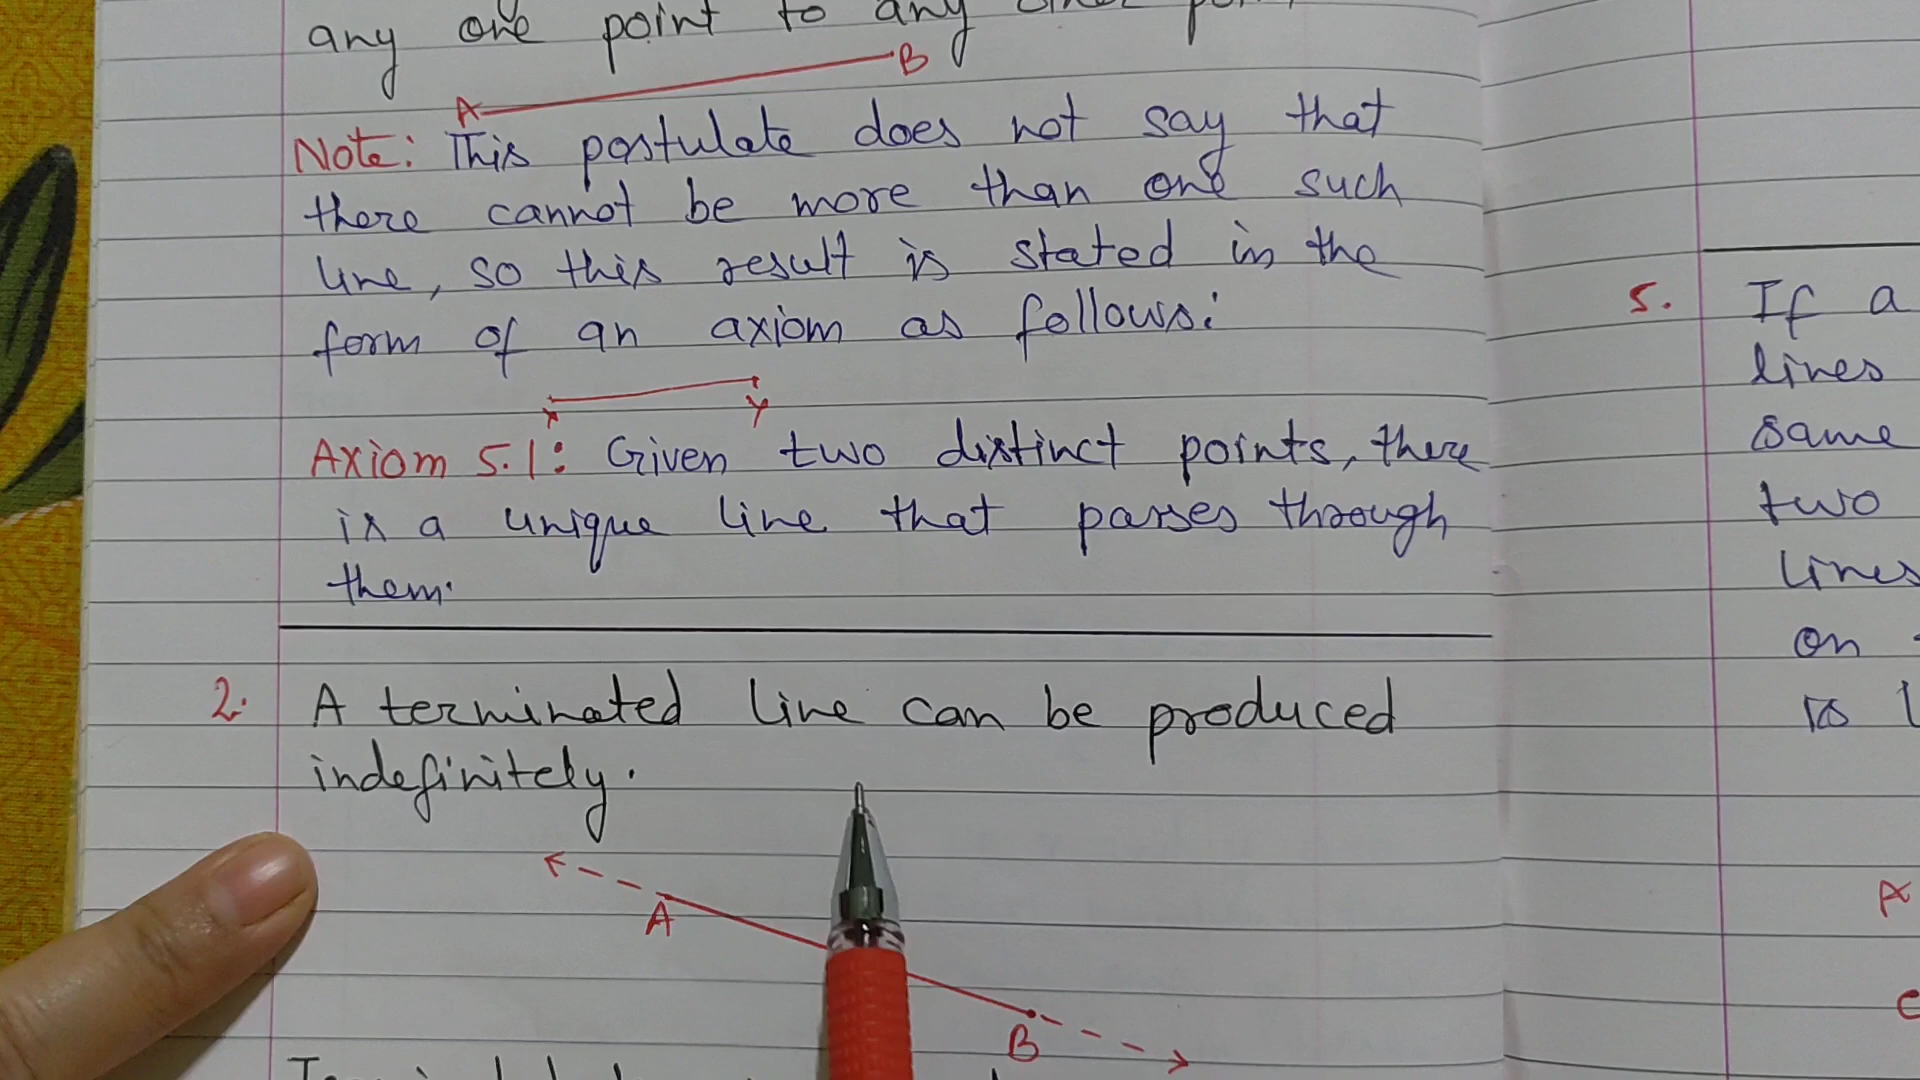 any one point to any
A B
Note: This postulate does not say that
there cannot be more than one such
line, so this result is stated in the
form of an axiom as follows:
x y
Axiom 5.1: Given two distinct points, there
is a unique line that passes through
them.
2. A terminated line can be produced
indefinitely.
A
B
5. If a
lines
same
two
lines
on
is
A
C